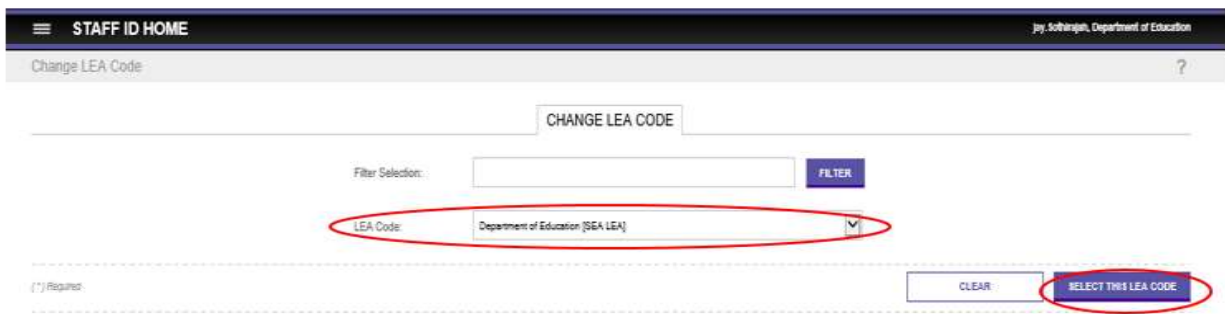 STAFF ID HOME
Jay. Sothirajah, Department of Education
Change LEA Code
?
CHANGE LEA CODE
Filter Selection:
FILTER
LEA Code:
Department of Education [SEA LEA]
(*) Required
CLEAR
SELECT THIS LEA CODE